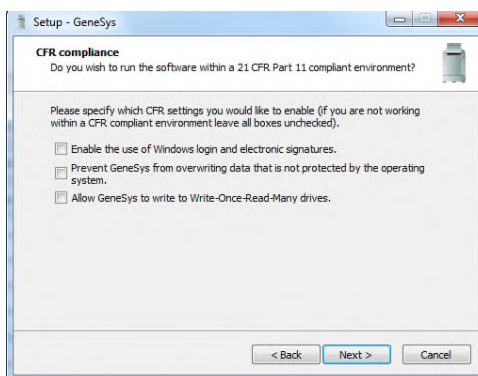 Setup - GeneSys
CFR compliance
Do you wish to run the software within a 21 CFR Part 11 compliant environment?
Please specify which CFR settings you would like to enable (if you are not working
within a CFR compliant environment leave all boxes unchecked).
Enable the use of Windows login and electronic signatures.
Prevent GeneSys from overwriting data that is not protected by the operating
system.
Allow GeneSys to write to Write-Once-Read-Many drives.
< Back
Next >
Cancel